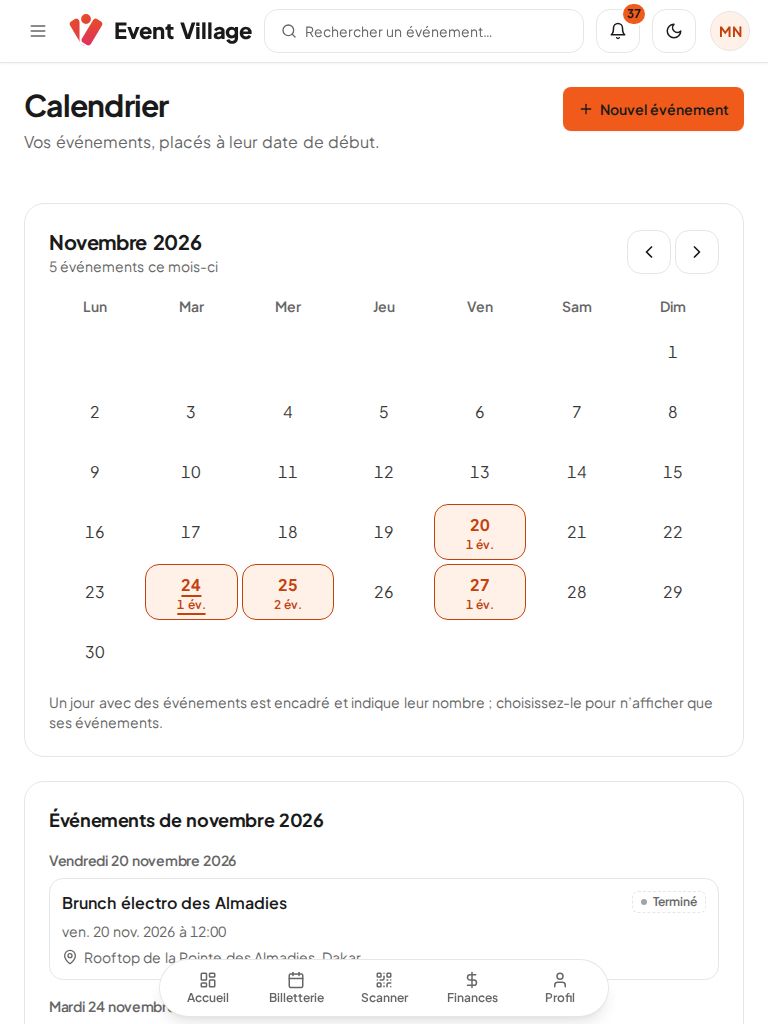 Event Village
Rechercher un événement...
37
MN
Calendrier
Vos événements, placés à leur date de début.
+ Nouvel événement
Novembre 2026
5 événements ce mois-ci
Lun Mar Mer Jeu Ven Sam Dim
1
2 3 4 5 6 7 8
9 10 11 12 13 14 15
16 17 18 19 20 21 22
1 év.
23 24 25 26 27 28 29
1 év. 2 év. 1 év.
30
Un jour avec des événements est encadré et indique leur nombre ; choisissez-le pour n’afficher que
ses événements.
Événements de novembre 2026
Vendredi 20 novembre 2026
Brunch électro des Almadies
Terminé
ven. 20 nov. 2026 à 12:00
Rooftop de la Pointe des Almadies, Dakar
Mardi 24 novembr
Accueil Billetterie Scanner Finances Profil